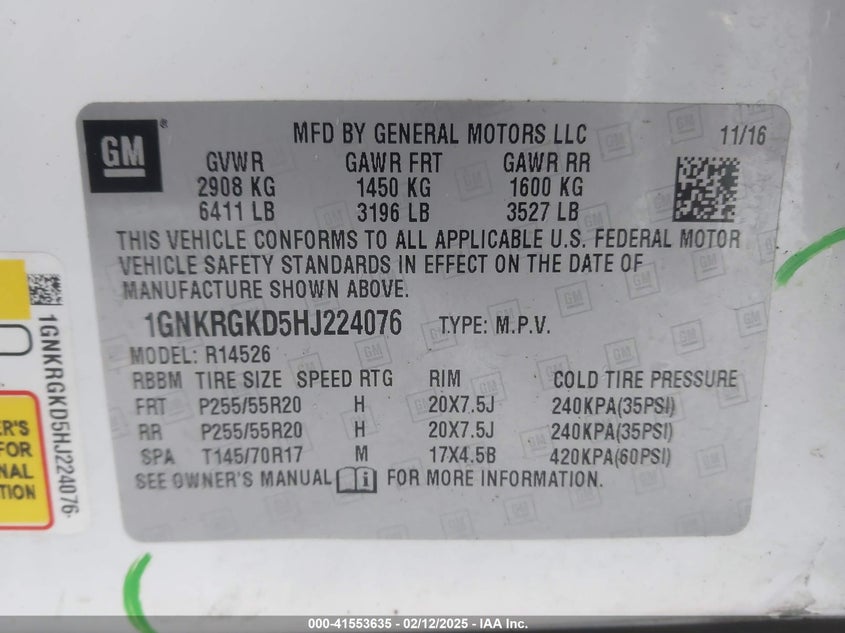 GM
MFD BY GENERAL MOTORS LLC 11/16
GVWR GAWR FRT GAWR RR
2908 KG 1450 KG 1600 KG
6411 LB 3196 LB 3527 LB
THIS VEHICLE CONFORMS TO ALL APPLICABLE U.S. FEDERAL MOTOR
VEHICLE SAFETY STANDARDS IN EFFECT ON THE DATE OF
MANUFACTURE SHOWN ABOVE.
1GNKRGKD5HJ224076 TYPE: M.P.V.
MODEL: R14526
RBBM TIRE SIZE SPEED RTG RIM COLD TIRE PRESSURE
FRT P255/55R20 H 20X7.5J 240KPA(35PSI)
RR P255/55R20 H 20X7.5J 240KPA(35PSI)
SPA T145/70R17 M 17X4.5B 420KPA(60PSI)
SEE OWNER'S MANUAL FOR MORE INFORMATION.
1GNKRGKD5HJ224076
ER'S
FOR
NAL
TION
000-41553635 - 02/12/2025 - IAA Inc.